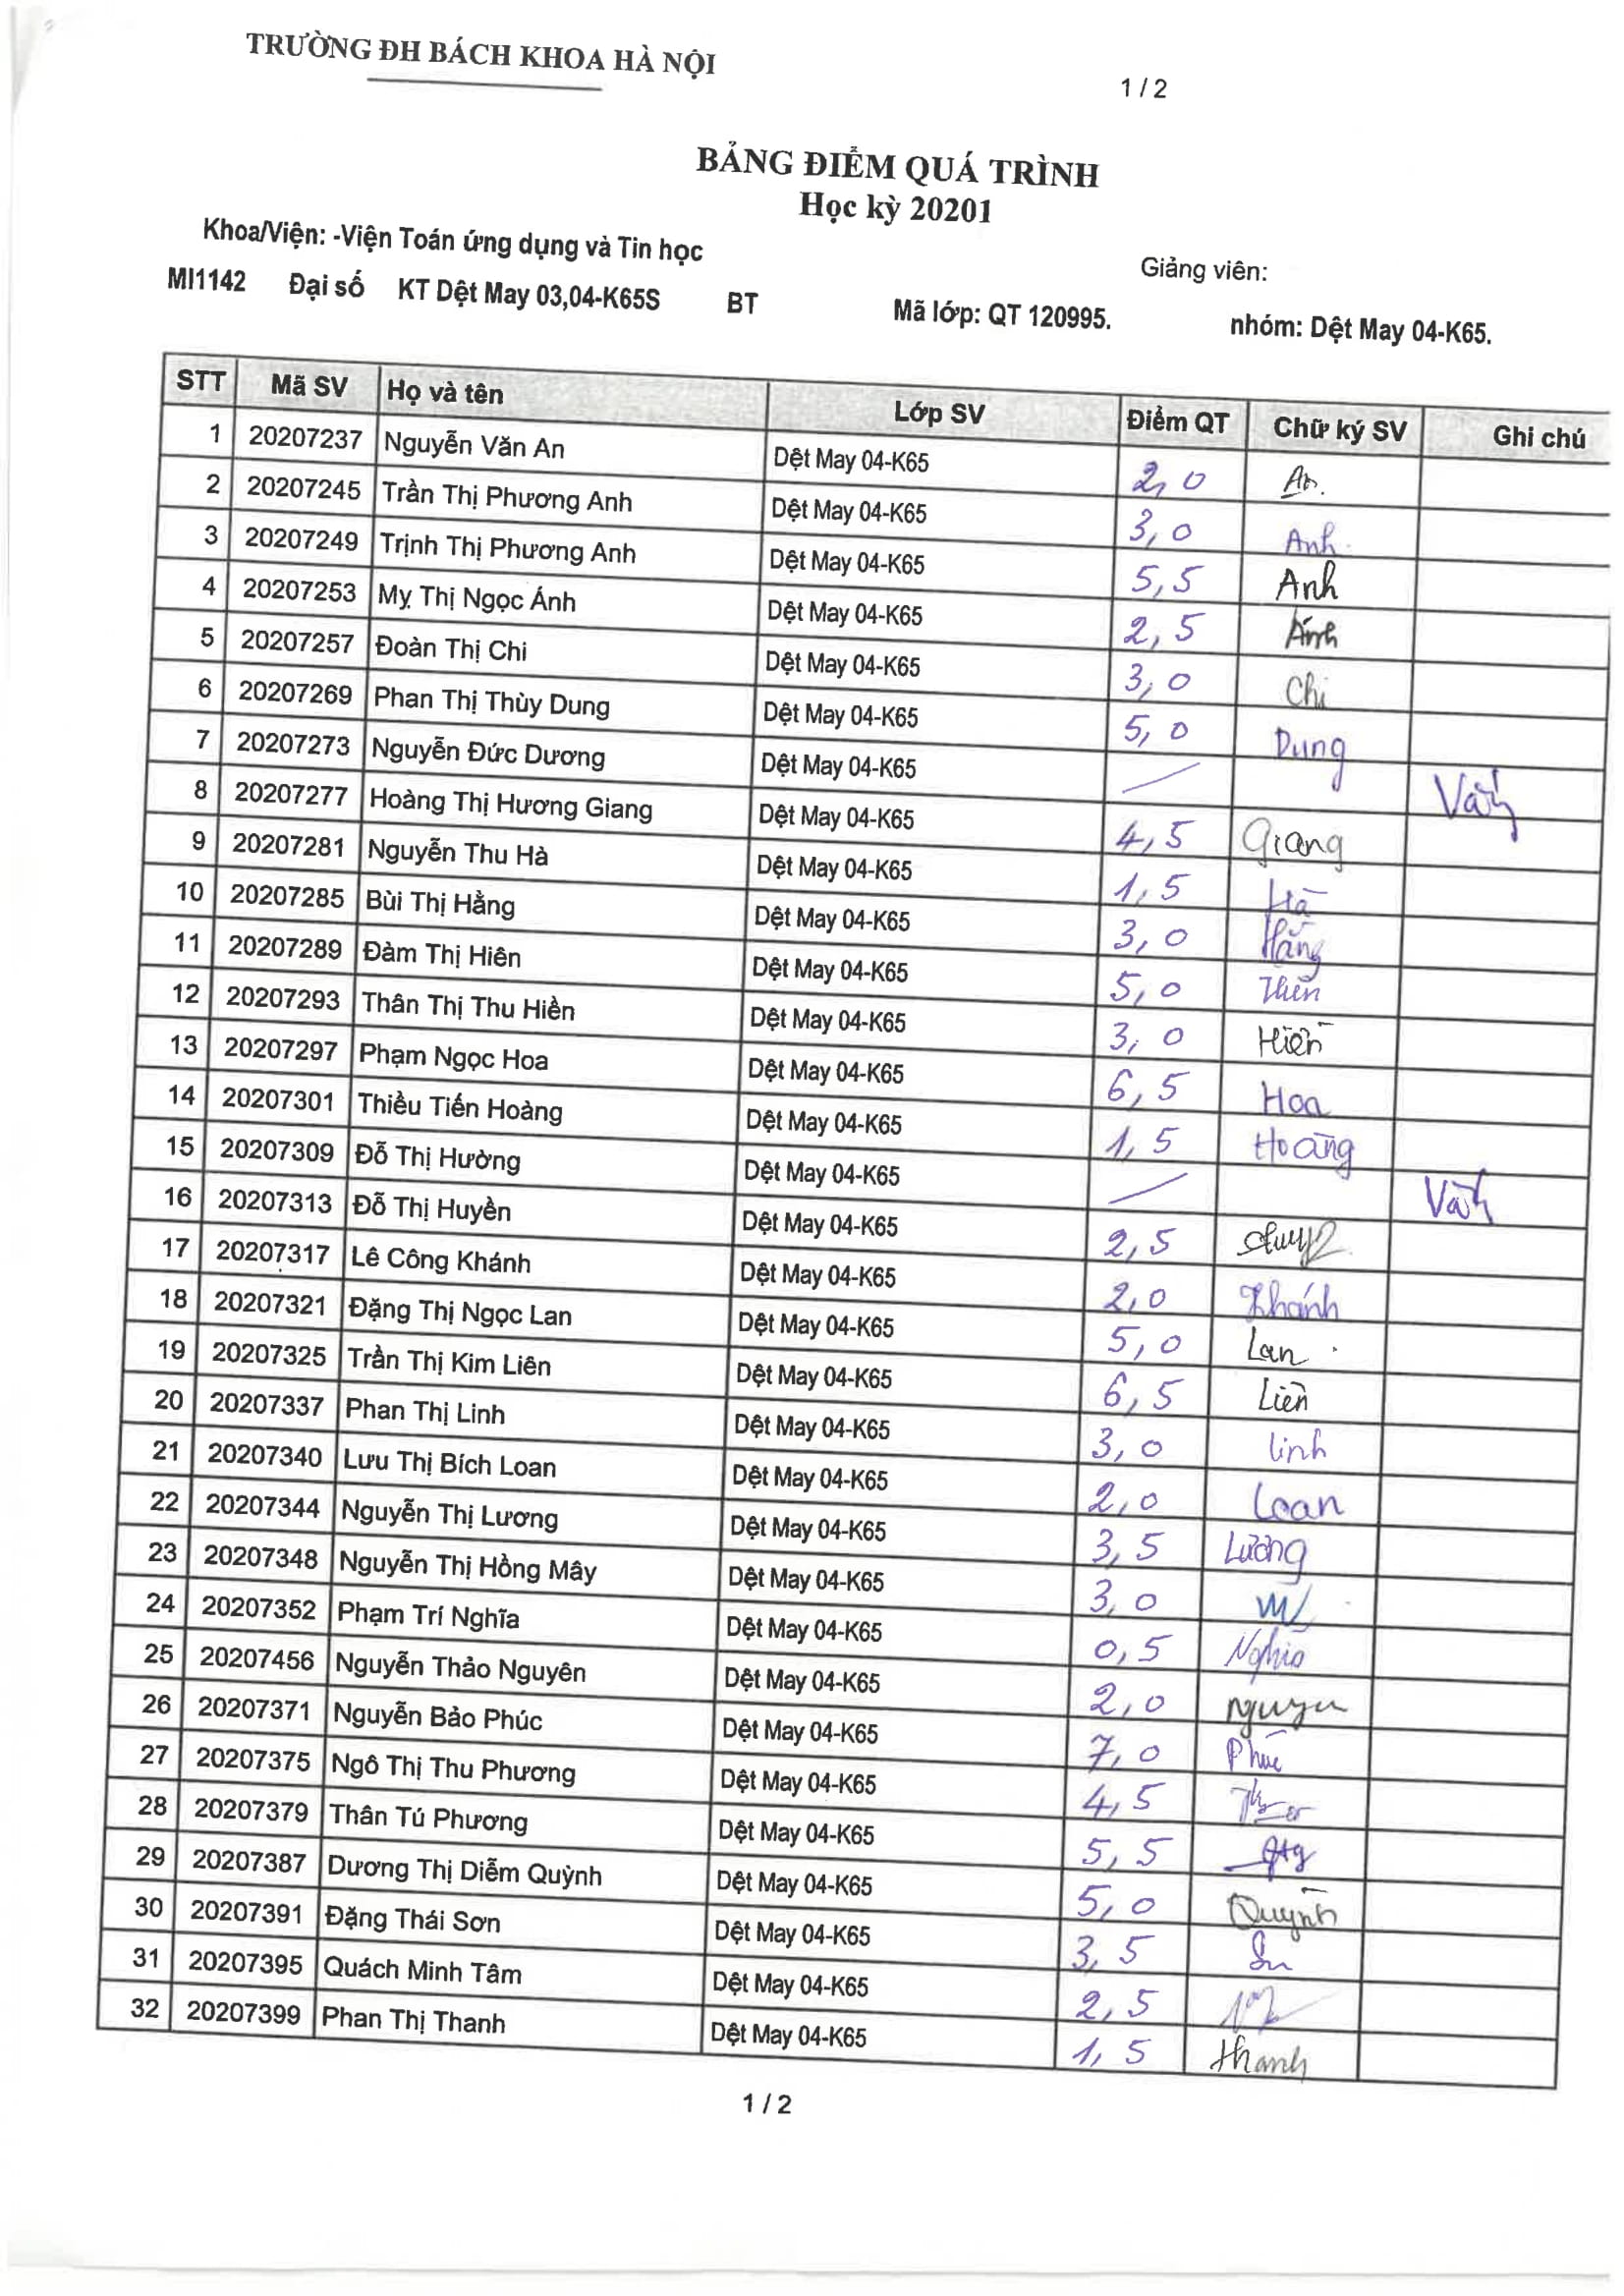 TRƯỜNG ĐH BÁCH KHOA HÀ NỘI
1 / 2
BẢNG ĐIỂM QUÁ TRÌNH
Học kỳ 20201
Khoa/Viện: -Viện Toán ứng dụng và Tin học
Giảng viên:
MI1142 Đại số KT Dệt May 03,04-K65S BT Mã lớp: QT 120995. nhóm: Dệt May 04-K65.
STT Mã SV Họ và tên Lớp SV Điểm QT Chữ ký SV Ghi chú
1 20207237 Nguyễn Văn An Dệt May 04-K65 2,0 An.
2 20207245 Trần Thị Phương Anh Dệt May 04-K65 3,0 Anh.
3 20207249 Trịnh Thị Phương Anh Dệt May 04-K65 5,5 Anh
4 20207253 Mỵ Thị Ngọc Ánh Dệt May 04-K65 2,5 Ánh
5 20207257 Đoàn Thị Chi Dệt May 04-K65 3,0 Chi
6 20207269 Phan Thị Thùy Dung Dệt May 04-K65 5,0 Dung
7 20207273 Nguyễn Đức Dương Dệt May 04-K65 Vắng
8 20207277 Hoàng Thị Hương Giang Dệt May 04-K65 4,5 Giang
9 20207281 Nguyễn Thu Hà Dệt May 04-K65 1,5 Hà
10 20207285 Bùi Thị Hằng Dệt May 04-K65 3,0 Hằng
11 20207289 Đàm Thị Hiên Dệt May 04-K65 5,0 Hiên
12 20207293 Thân Thị Thu Hiền Dệt May 04-K65 3,0 Hiền
13 20207297 Phạm Ngọc Hoa Dệt May 04-K65 6,5 Hoa
14 20207301 Thiều Tiến Hoàng Dệt May 04-K65 1,5 Hoàng
15 20207309 Đỗ Thị Hường Dệt May 04-K65 Vắng
16 20207313 Đỗ Thị Huyền Dệt May 04-K65 2,5
17 20207317 Lê Công Khánh Dệt May 04-K65 2,0 Khánh
18 20207321 Đặng Thị Ngọc Lan Dệt May 04-K65 5,0 Lan
19 20207325 Trần Thị Kim Liên Dệt May 04-K65 6,5 Liên
20 20207337 Phan Thị Linh Dệt May 04-K65 3,0 Linh
21 20207340 Lưu Thị Bích Loan Dệt May 04-K65 2,0 Loan
22 20207344 Nguyễn Thị Lương Dệt May 04-K65 3,5 Lương
23 20207348 Nguyễn Thị Hồng Mây Dệt May 04-K65 3,0
24 20207352 Phạm Trí Nghĩa Dệt May 04-K65 0,5 Nghĩa
25 20207456 Nguyễn Thảo Nguyên Dệt May 04-K65 2,0 Nguyên
26 20207371 Nguyễn Bảo Phúc Dệt May 04-K65 7,0 Phúc
27 20207375 Ngô Thị Thu Phương Dệt May 04-K65 4,5
28 20207379 Thân Tú Phương Dệt May 04-K65 5,5
29 20207387 Dương Thị Diễm Quỳnh Dệt May 04-K65 5,0 Quỳnh
30 20207391 Đặng Thái Sơn Dệt May 04-K65 3,5 Sơn
31 20207395 Quách Minh Tâm Dệt May 04-K65 2,5
32 20207399 Phan Thị Thanh Dệt May 04-K65 1,5 Thanh
1 / 2